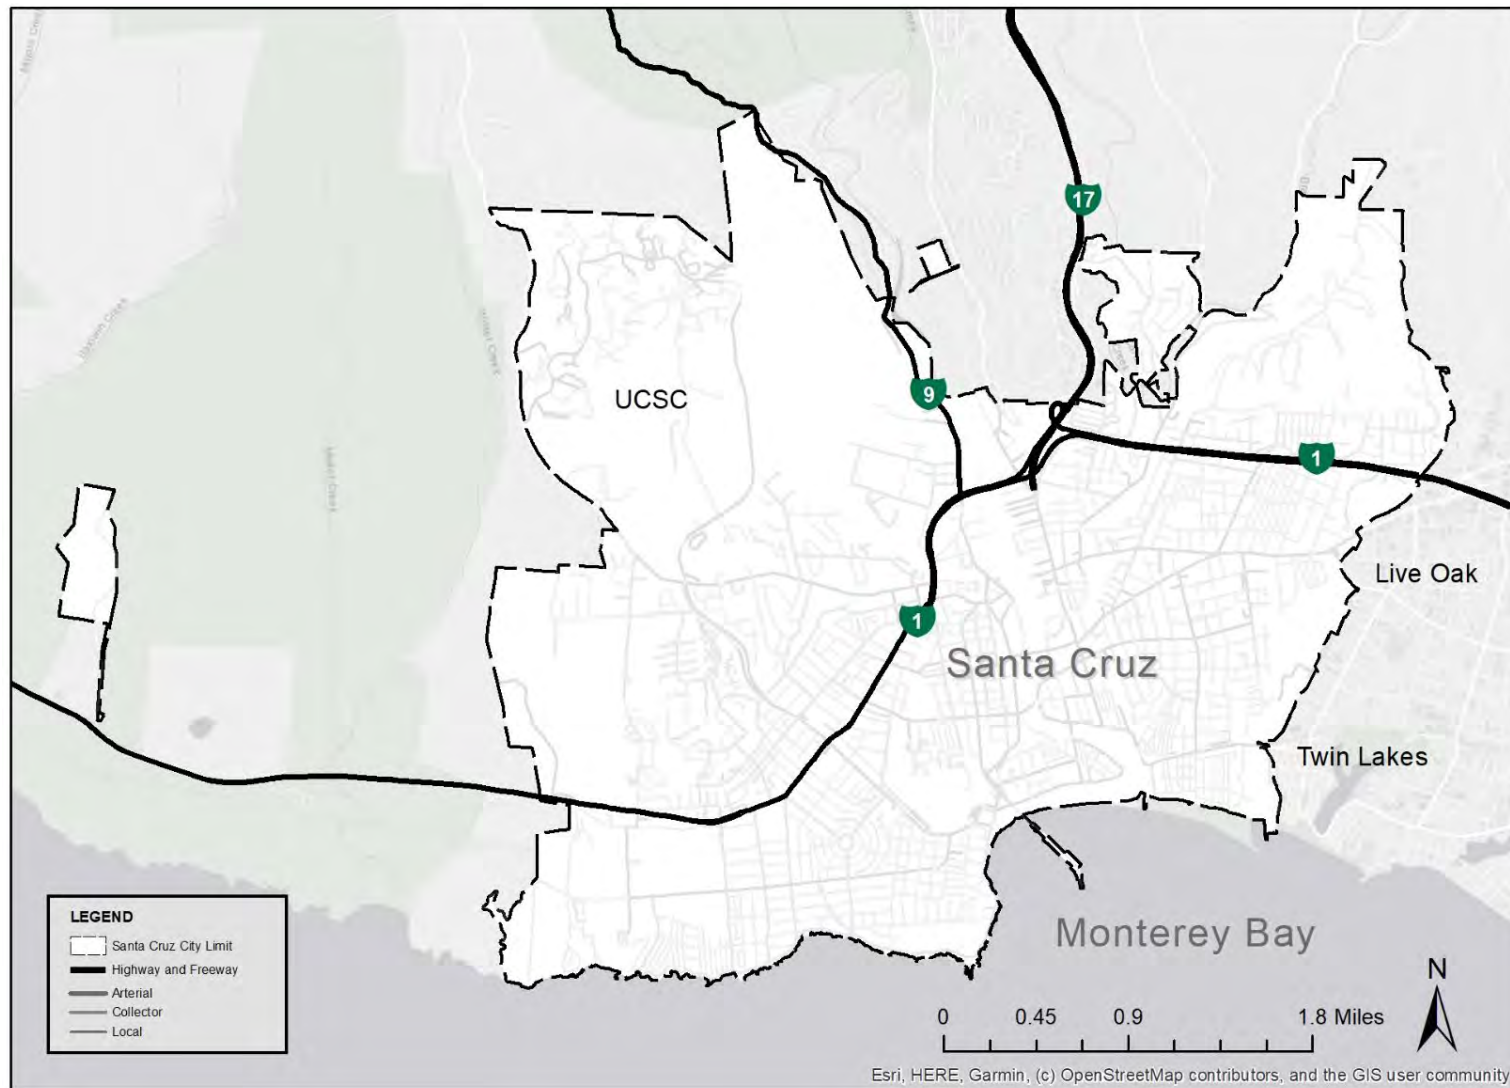 17
9
UCSC
1
Live Oak
1
Santa Cruz
Twin Lakes
Monterey Bay
LEGEND
Santa Cruz City Limit
Highway and Freeway
Arterial
Collector
Local
N
0 0.45 0.9 1.8 Miles
Esri, HERE, Garmin, (c) OpenStreetMap contributors, and the GIS user community